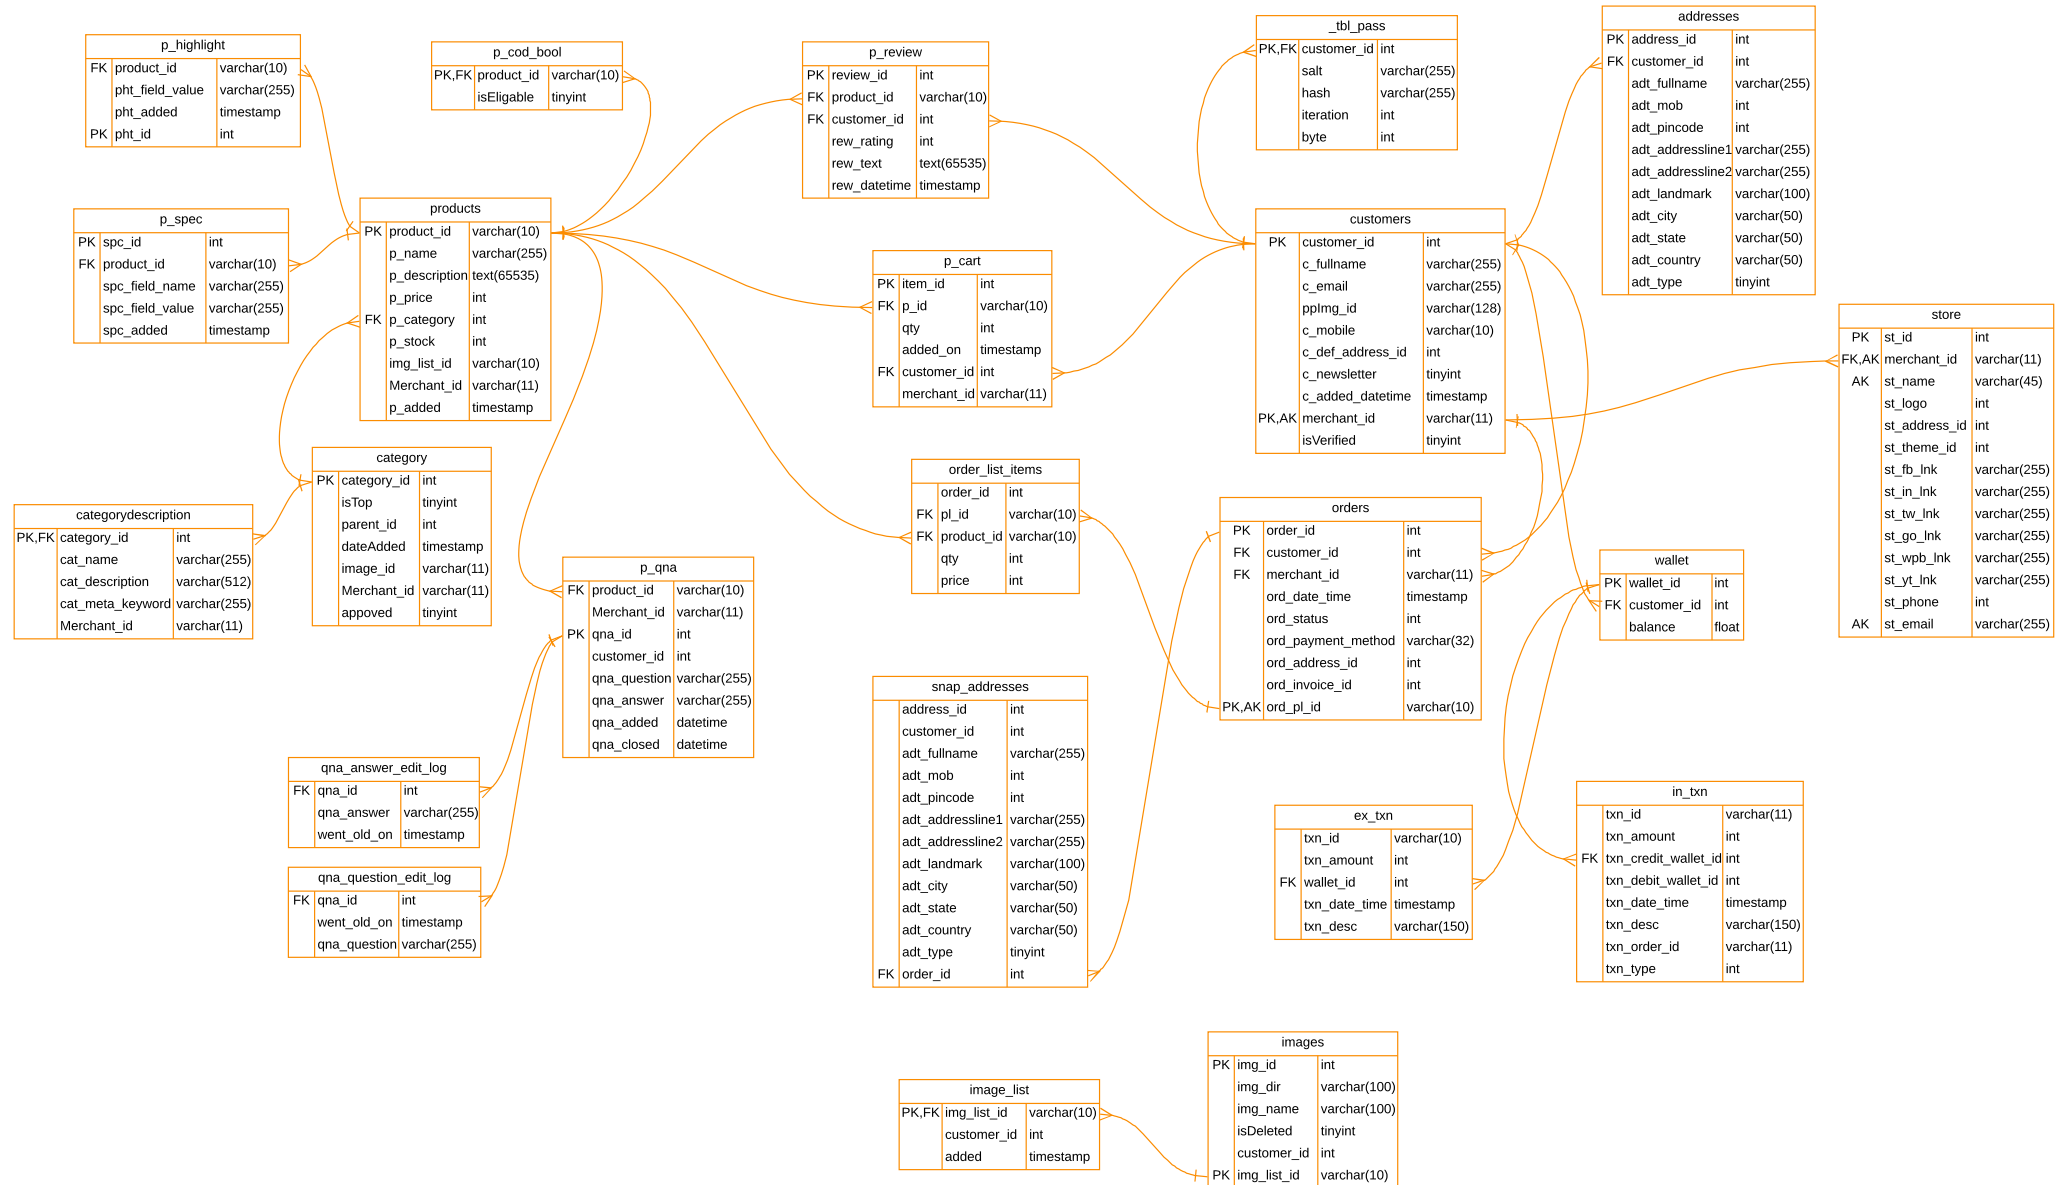 p_highlight
FK product_id varchar(10)
pht_field_value varchar(255)
pht_added timestamp
PK pht_id int
p_cod_bool
PK,FK product_id varchar(10)
isEligable tinyint
p_review
PK review_id int
FK product_id varchar(10)
FK customer_id int
rew_rating int
rew_text text(65535)
rew_datetime timestamp
_tbl_pass
PK,FK customer_id int
salt varchar(255)
hash varchar(255)
iteration int
byte int
addresses
PK address_id int
FK customer_id int
adt_fullname varchar(255)
adt_mob int
adt_pincode int
adt_addressline1 varchar(255)
adt_addressline2 varchar(255)
adt_landmark varchar(100)
adt_city varchar(50)
adt_state varchar(50)
adt_country varchar(50)
adt_type tinyint
p_spec
PK spc_id int
FK product_id varchar(10)
spc_field_name varchar(255)
spc_field_value varchar(255)
spc_added timestamp
products
PK product_id varchar(10)
p_name varchar(255)
p_description text(65535)
p_price int
FK p_category int
p_stock int
img_list_id varchar(10)
Merchant_id varchar(11)
p_added timestamp
p_cart
PK item_id int
FK p_id varchar(10)
qty int
added_on timestamp
FK customer_id int
merchant_id varchar(11)
customers
PK customer_id int
c_fullname varchar(255)
c_email varchar(255)
ppImg_id varchar(128)
c_mobile varchar(10)
c_def_address_id int
c_newsletter tinyint
c_added_datetime timestamp
PK,AK merchant_id varchar(11)
isVerified tinyint
store
PK st_id int
FK,AK merchant_id varchar(11)
AK st_name varchar(45)
st_logo int
st_address_id int
st_theme_id int
st_fb_lnk varchar(255)
st_in_lnk varchar(255)
st_tw_lnk varchar(255)
st_go_lnk varchar(255)
st_wpb_lnk varchar(255)
st_yt_lnk varchar(255)
st_phone int
AK st_email varchar(255)
category
PK category_id int
isTop tinyint
parent_id int
dateAdded timestamp
image_id varchar(11)
Merchant_id varchar(11)
appoved tinyint
categorydescription
PK,FK category_id int
cat_name varchar(255)
cat_description varchar(512)
cat_meta_keyword varchar(255)
Merchant_id varchar(11)
order_list_items
order_id int
FK pl_id varchar(10)
FK product_id varchar(10)
qty int
price int
orders
PK order_id int
FK customer_id int
FK merchant_id varchar(11)
ord_date_time timestamp
ord_status int
ord_payment_method varchar(32)
ord_address_id int
ord_invoice_id int
PK,AK ord_pl_id varchar(10)
wallet
PK wallet_id int
FK customer_id int
balance float
p_qna
FK product_id varchar(10)
Merchant_id varchar(11)
PK qna_id int
customer_id int
qna_question varchar(255)
qna_answer varchar(255)
qna_added datetime
qna_closed datetime
snap_addresses
address_id int
customer_id int
adt_fullname varchar(255)
adt_mob int
adt_pincode int
adt_addressline1 varchar(255)
adt_addressline2 varchar(255)
adt_landmark varchar(100)
adt_city varchar(50)
adt_state varchar(50)
adt_country varchar(50)
adt_type tinyint
FK order_id int
qna_answer_edit_log
FK qna_id int
qna_answer varchar(255)
went_old_on timestamp
qna_question_edit_log
FK qna_id int
went_old_on timestamp
qna_question varchar(255)
ex_txn
txn_id varchar(10)
txn_amount int
FK wallet_id int
txn_date_time timestamp
txn_desc varchar(150)
in_txn
txn_id varchar(11)
txn_amount int
FK txn_credit_wallet_id int
txn_debit_wallet_id int
txn_date_time timestamp
txn_desc varchar(150)
txn_order_id varchar(11)
txn_type int
image_list
PK,FK img_list_id varchar(10)
customer_id int
added timestamp
images
PK img_id int
img_dir varchar(100)
img_name varchar(100)
isDeleted tinyint
customer_id int
PK img_list_id varchar(10)